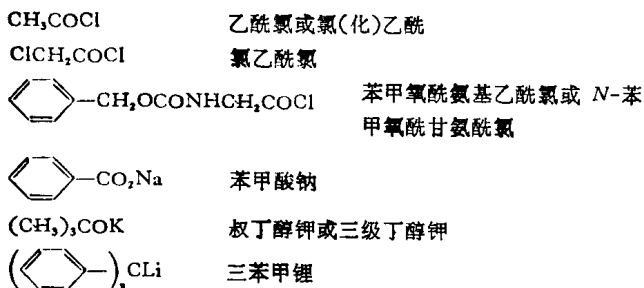 CH₃COCl 乙酰氯或氯(化)乙酰
ClCH₂COCl 氯乙酰氯
—CH₂OCONHCH₂COCl 苯甲氧酰氨基乙酰氯或 N-苯
甲氧酰甘氨酰氯
—CO₂Na 苯甲酸钠
(CH₃)₃COK 叔丁醇钾或三级丁醇钾
( — )₃CLi 三苯甲锂